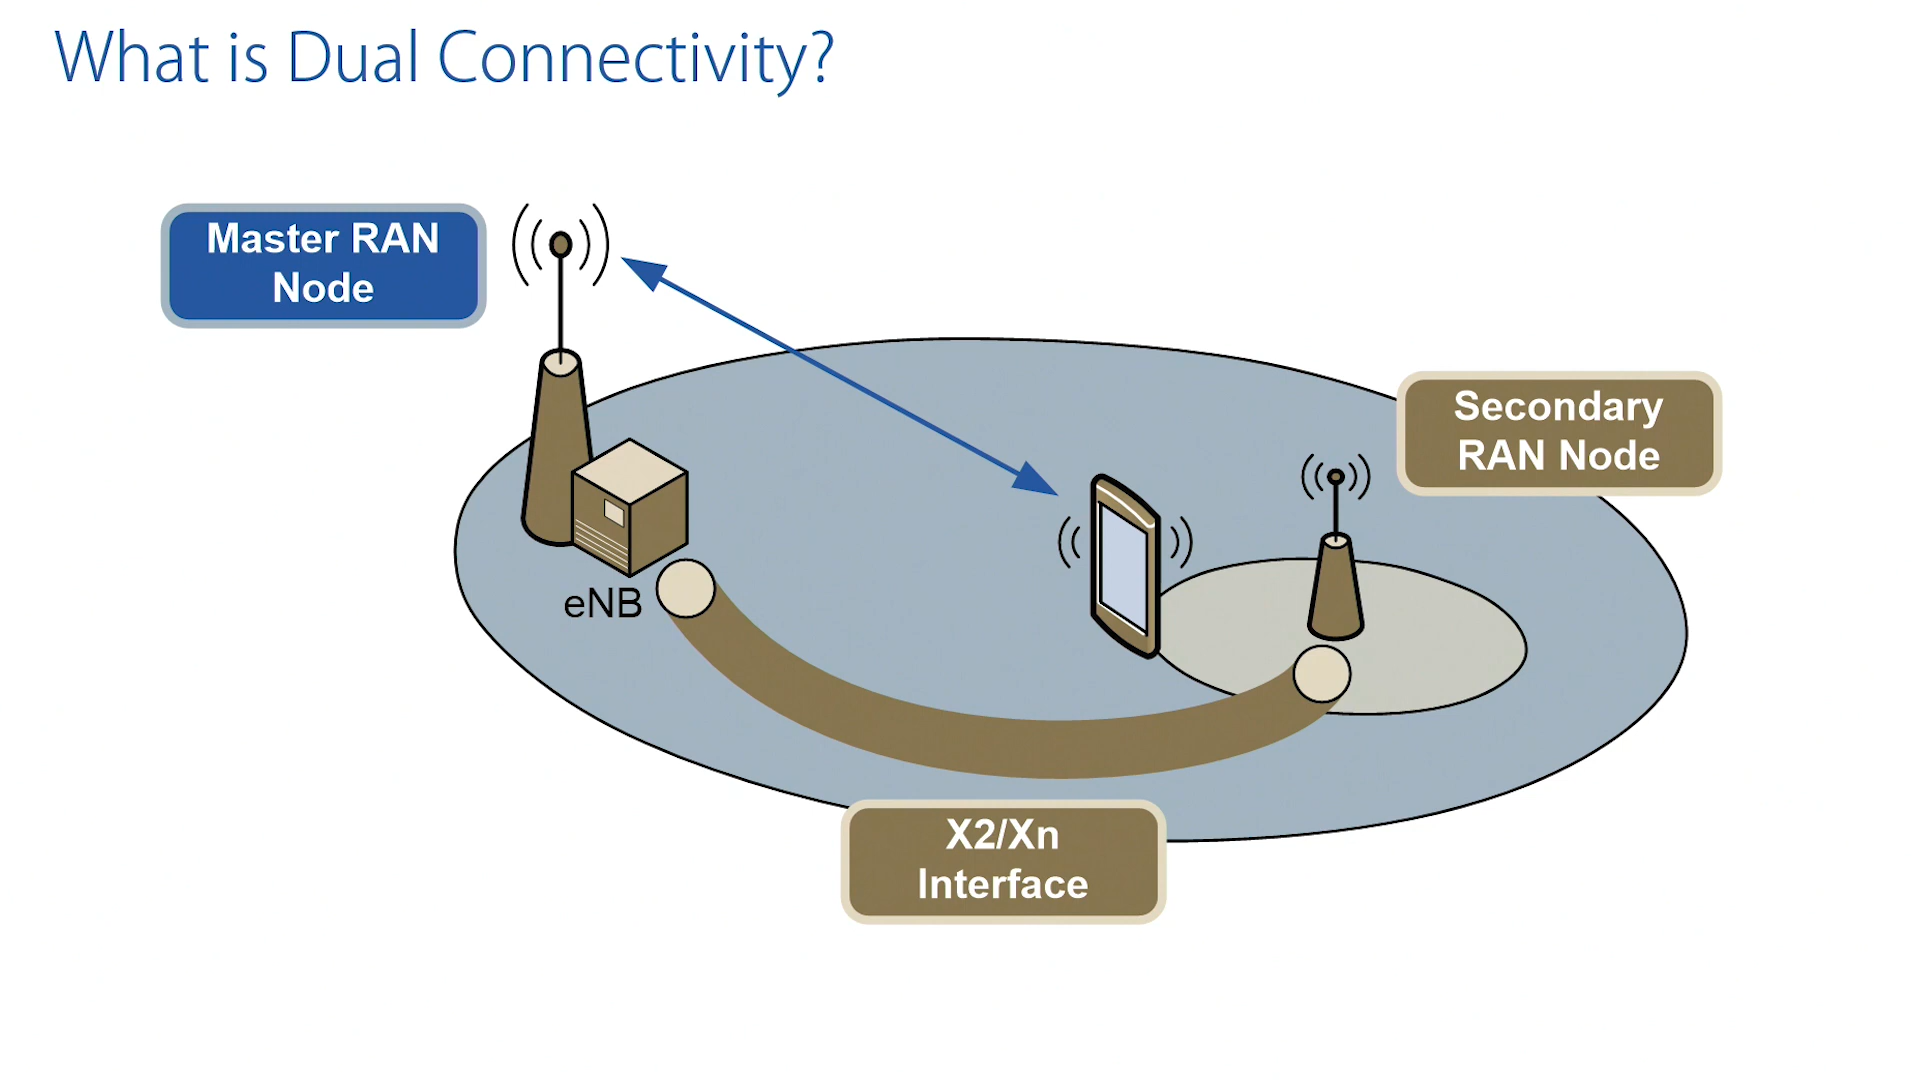 What is Dual Connectivity?
Master RAN
Node
Secondary
RAN Node
eNB
X2/Xn
Interface